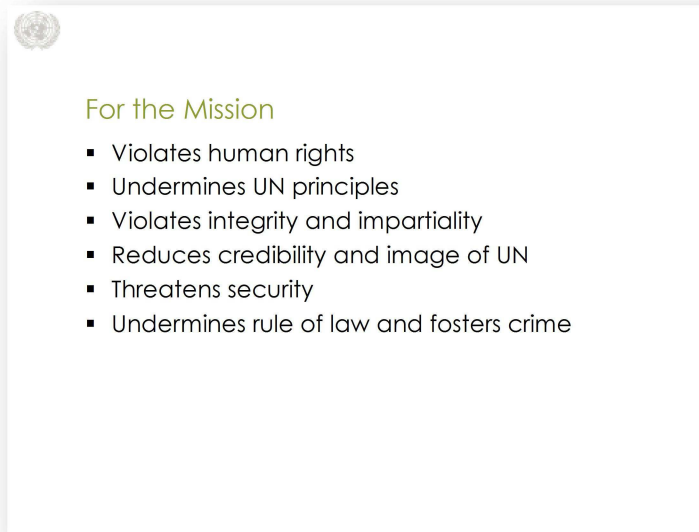 For the Mission
▪ Violates human rights
▪ Undermines UN principles
▪ Violates integrity and impartiality
▪ Reduces credibility and image of UN
▪ Threatens security
▪ Undermines rule of law and fosters crime